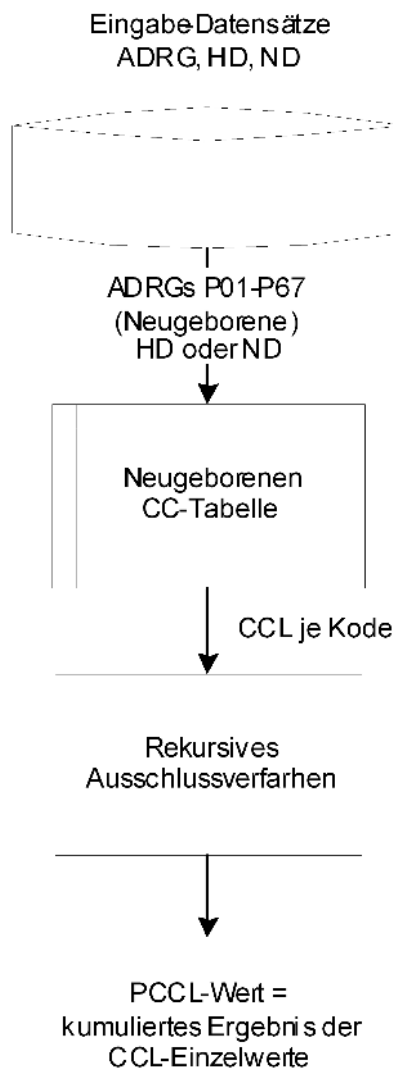 Eingabe-Datensätze
ADRG, HD, ND
ADRGs P01-P67
(Neugeborene)
HD oder ND
Neugeborenen
CC-Tabelle
CCL je Kode
Rekursives
Ausschlussverfarhen
PCCL-Wert =
kumuliertes Ergebnis der
CCL-Einzelwerte